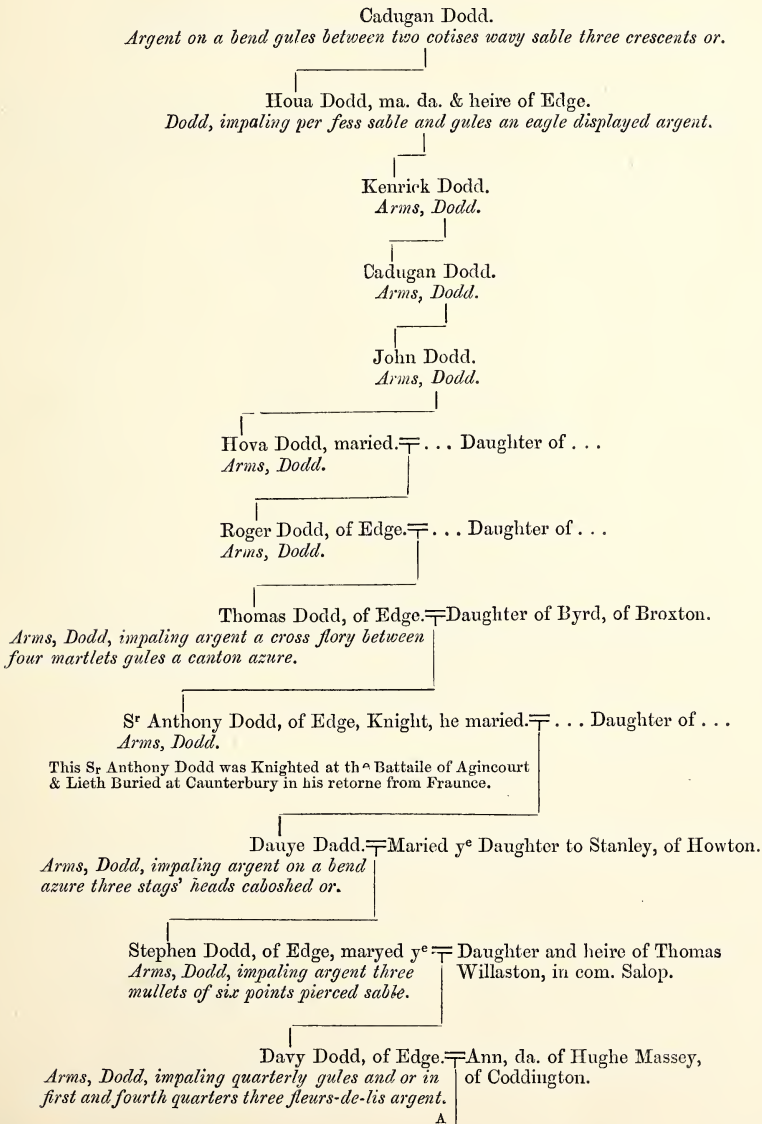 Cadugan Dodd.
Argent on a bend gules between two cotises wavy sable three crescents or.
Houa Dodd, ma. da. & heire of Edge.
Dodd, impaling per fess sable and gules an eagle displayed argent.
Kenrick Dodd.
Arms, Dodd.
Cadugan Dodd.
Arms, Dodd.
John Dodd.
Arms, Dodd.
Hova Dodd, maried. . . . Daughter of . . .
Arms, Dodd.
Roger Dodd, of Edge. . . . Daughter of . . .
Arms, Dodd.
Thomas Dodd, of Edge. Daughter of Byrd, of Broxton.
Arms, Dodd, impaling argent a cross flory between
four martlets gules a canton azure.
Sʳ Anthony Dodd, of Edge, Knight, he maried. . . . Daughter of . . .
Arms, Dodd.
This Sr Anthony Dodd was Knighted at thᵉ Battaile of Agincourt
& Lieth Buried at Caunterbury in his retorne from Fraunce.
Dauye Dadd. Maried yᵉ Daughter to Stanley, of Howton.
Arms, Dodd, impaling argent on a bend
azure three stags' heads caboshed or.
Stephen Dodd, of Edge, maryed yᵉ Daughter and heire of Thomas
Arms, Dodd, impaling argent three Willaston, in com. Salop.
mullets of six points pierced sable.
Davy Dodd, of Edge. Ann, da. of Hughe Massey,
Arms, Dodd, impaling quarterly gules and or in of Coddington.
first and fourth quarters three fleurs-de-lis argent.
A